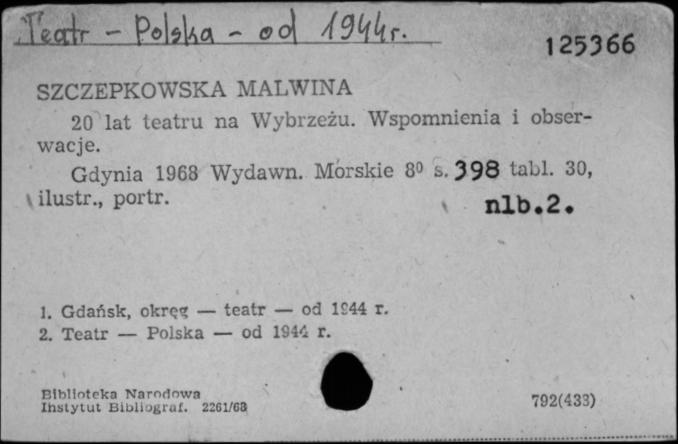 Teatr - Polska - od 1944r.
125366
SZCZEPKOWSKA MALWINA
20 lat teatru na Wybrzeżu. Wspomnienia i obser-
wacje.
Gdynia 1968 Wydawn. Morskie 8⁰ s. 398 tabl. 30,
ilustr., portr.
nlb.2.
1. Gdańsk, okręg — teatr — od 1944 r.
2. Teatr — Polska — od 1944 r.
Biblioteka Narodowa
Instytut Bibliograf. 2261/68
792(433)